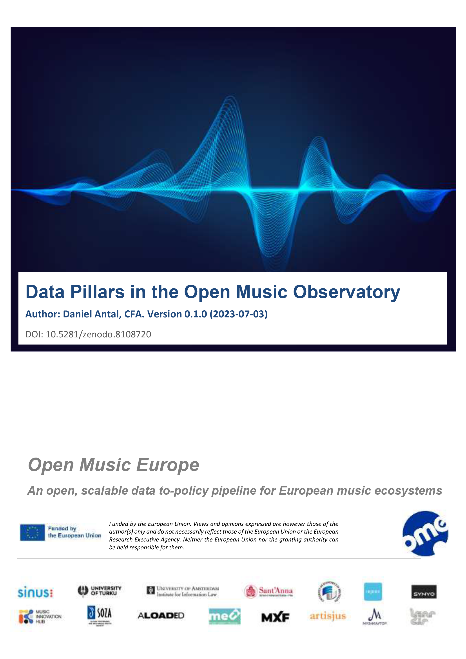 Data Pillars in the Open Music Observatory
Author: Daniel Antal, CFA. Version 0.1.0 (2023-07-03)
DOI: 10.5281/zenodo.8108720
Open Music Europe
An open, scalable data to-policy pipeline for European music ecosystems
Funded by
the European Union
Funded by the European Union. Views and opinions expressed are however those of the
author(s) only and do not necessarily reflect those of the European Union or the European
Research Executive Agency. Neither the European Union nor the granting authority can
be held responsible for them.
ome
sinus:
UNIVERSITY
OF TURKU
UNIVERSITY OF AMSTERDAM
Institute for Information Law
Sant'Anna
SYNYO
MUSIC
INNOVATION
HUB
SOZA
ALOADED
meo
MXF
artisjus